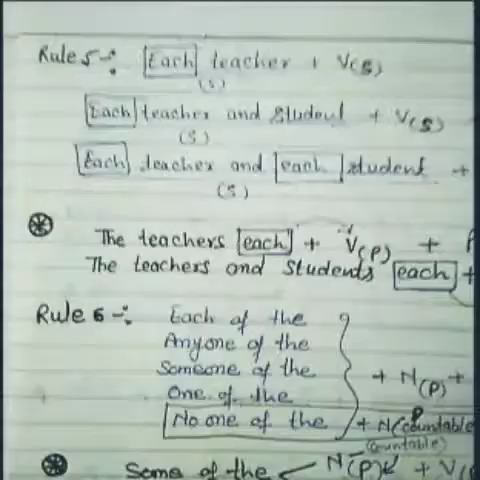 Rule 5-: Each teacher + V(s)
(s)
Each teacher and student + V(s)
(s)
Each teacher and each student +
(s)
The teachers each + V(P) +
The teachers and students each +
Rule 6-: Each of the
Anyone of the
Someone of the + N(P) +
One of the
No one of the + N(countable
P
(countable)
Some of the N(P) + V(